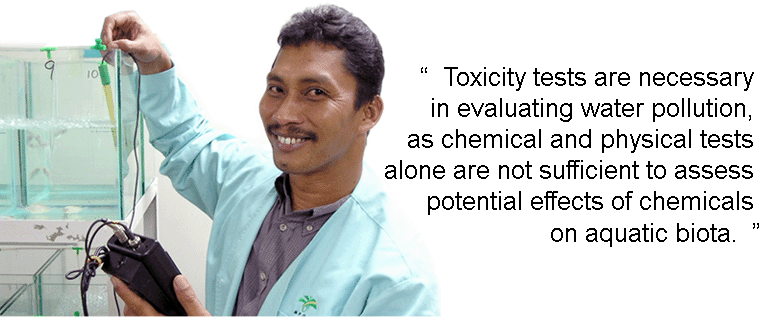 9
10
“ Toxicity tests are necessary
in evaluating water pollution,
as chemical and physical tests
alone are not sufficient to assess
potential effects of chemicals
on aquatic biota. ”